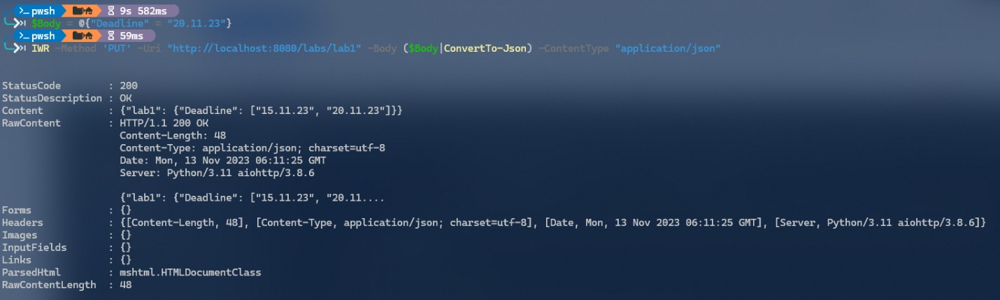 pwsh 9s 582ms
$Body = @{"Deadline" = "20.11.23"}
pwsh 59ms
IWR -Method 'PUT' -Uri "http://localhost:8080/labs/lab1" -Body ($Body|ConvertTo-Json) -ContentType "application/json"
StatusCode : 200
StatusDescription : OK
Content : {"lab1": {"Deadline": ["15.11.23", "20.11.23"]}}
RawContent : HTTP/1.1 200 OK
Content-Length: 48
Content-Type: application/json; charset=utf-8
Date: Mon, 13 Nov 2023 06:11:25 GMT
Server: Python/3.11 aiohttp/3.8.6
{"lab1": {"Deadline": ["15.11.23", "20.11....
Forms : {}
Headers : {[Content-Length, 48], [Content-Type, application/json; charset=utf-8], [Date, Mon, 13 Nov 2023 06:11:25 GMT], [Server, Python/3.11 aiohttp/3.8.6]}
Images : {}
InputFields : {}
Links : {}
ParsedHtml : mshtml.HTMLDocumentClass
RawContentLength : 48